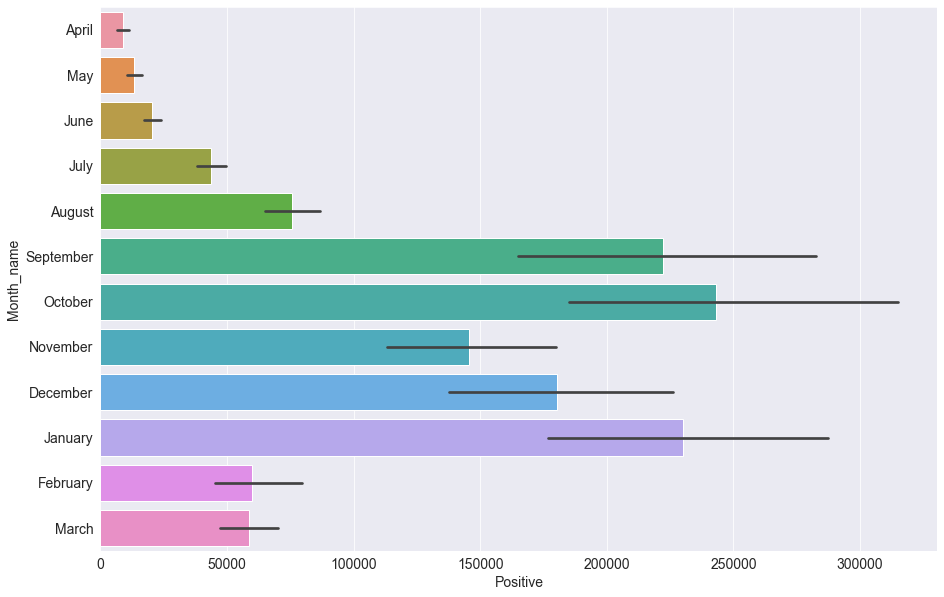 April
May
June
July
August
September
October
November
December
January
February
March
Month_name
0 50000 100000 150000 200000 250000 300000
Positive